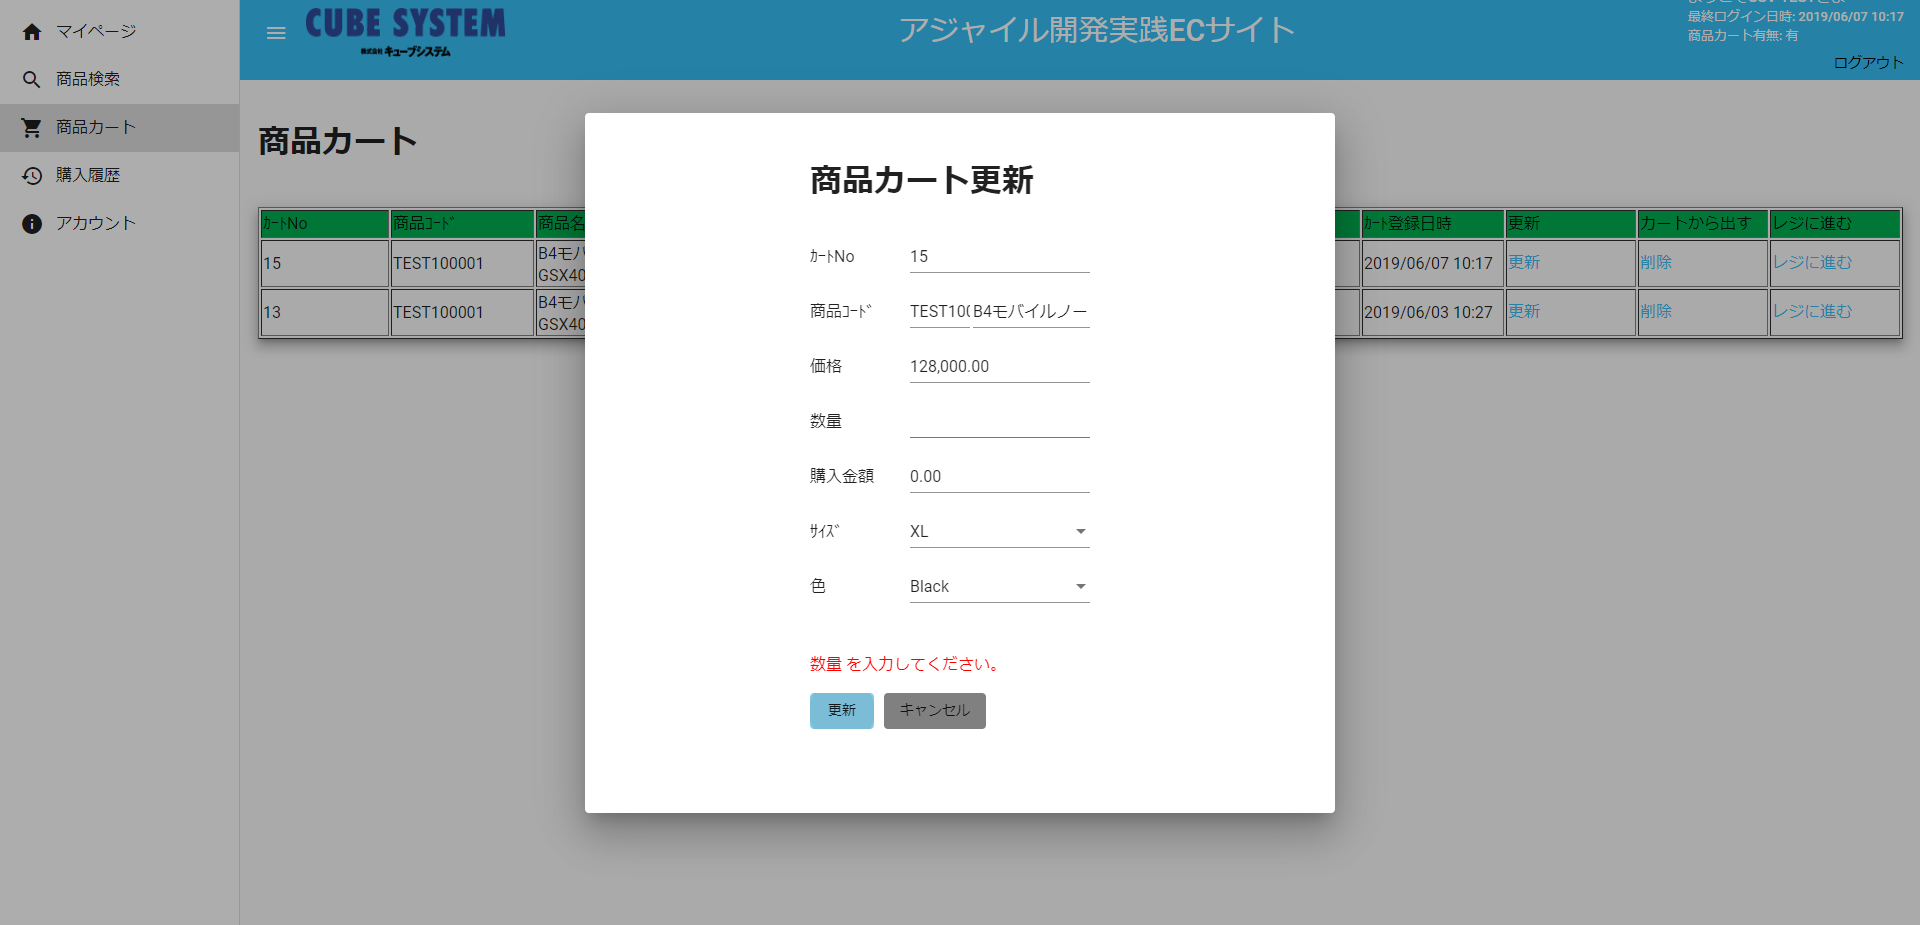 マイページ
商品検索
商品カート
購入履歴
アカウント
CUBE SYSTEM
株式会社 キューブシステム
アジャイル開発実践ECサイト
最終ログイン日時: 2019/06/07 10:17
商品カート有無: 有
ログアウト
商品カート
ｶｰﾄNo 商品ｺｰﾄﾞ 商品名 ｶｰﾄ登録日時 更新 カートから出す レジに進む
15 TEST100001 B4モバ
GSX40 2019/06/07 10:17 更新 削除 レジに進む
13 TEST100001 B4モバ
GSX40 2019/06/03 10:27 更新 削除 レジに進む
商品カート更新
ｶｰﾄNo 15
商品ｺｰﾄﾞ TEST100 B4モバイルノー
価格 128,000.00
数量
購入金額 0.00
ｻｲｽﾞ XL
色 Black
数量 を入力してください。
更新 キャンセル